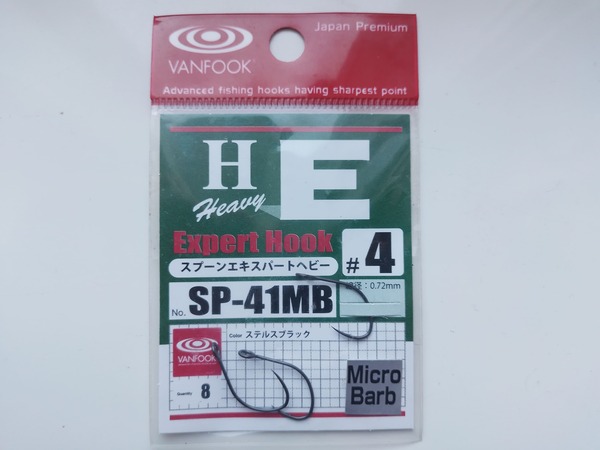 Japan Premium
VANFOOK
Advanced fishing hooks having sharpest point
H E
Heavy
Expert Hook
スプーンエキスパートヘビー
#4
径：0.72mm
No. SP-41MB
Color ステルスブラック
VANFOOK
Quantity 8
Micro
Barb